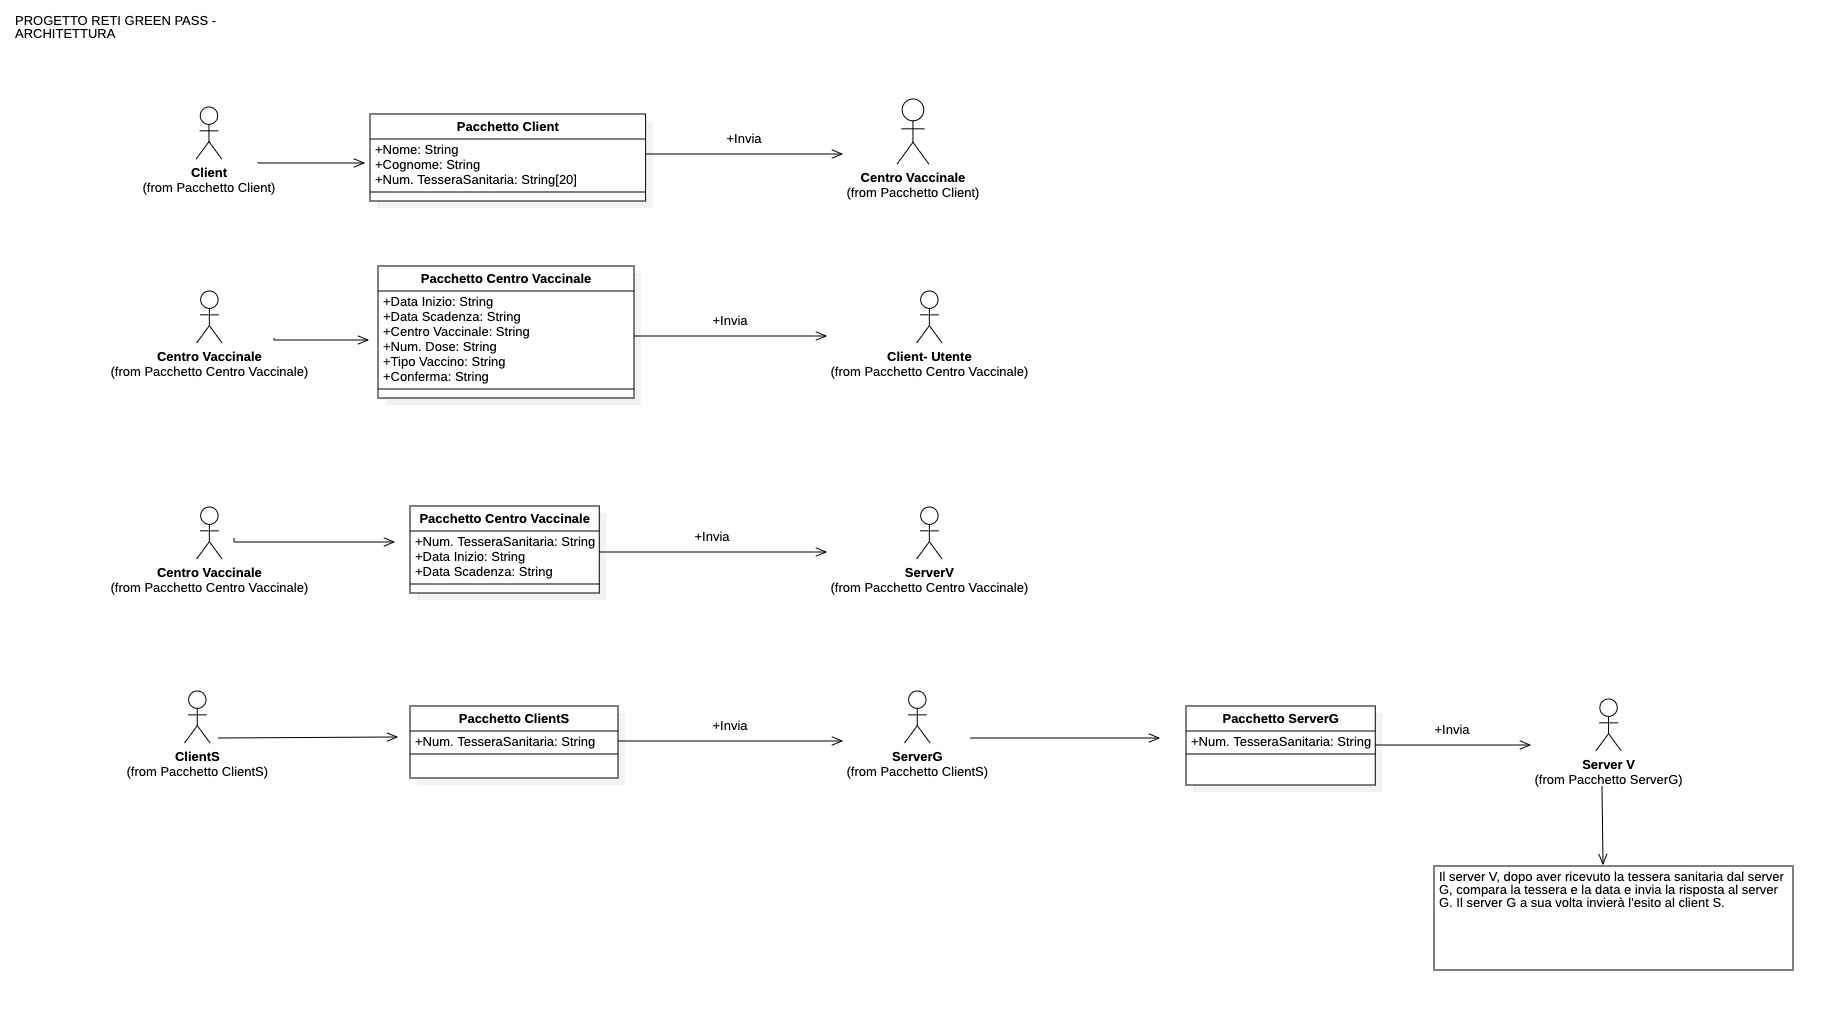 PROGETTO RETI GREEN PASS -
ARCHITETTURA
Client
(from Pacchetto Client)
Pacchetto Client
+Nome: String
+Cognome: String
+Num. TesseraSanitaria: String[20]
+Invia
Centro Vaccinale
(from Pacchetto Client)
Centro Vaccinale
(from Pacchetto Centro Vaccinale)
Pacchetto Centro Vaccinale
+Data Inizio: String
+Data Scadenza: String
+Centro Vaccinale: String
+Num. Dose: String
+Tipo Vaccino: String
+Conferma: String
+Invia
Client- Utente
(from Pacchetto Centro Vaccinale)
Centro Vaccinale
(from Pacchetto Centro Vaccinale)
Pacchetto Centro Vaccinale
+Num. TesseraSanitaria: String
+Data Inizio: String
+Data Scadenza: String
+Invia
ServerV
(from Pacchetto Centro Vaccinale)
ClientS
(from Pacchetto ClientS)
Pacchetto ClientS
+Num. TesseraSanitaria: String
+Invia
ServerG
(from Pacchetto ClientS)
Pacchetto ServerG
+Num. TesseraSanitaria: String
+Invia
Server V
(from Pacchetto ServerG)
Il server V, dopo aver ricevuto la tessera sanitaria dal server
G, compara la tessera e la data e invia la risposta al server
G. Il server G a sua volta invierà l'esito al client S.